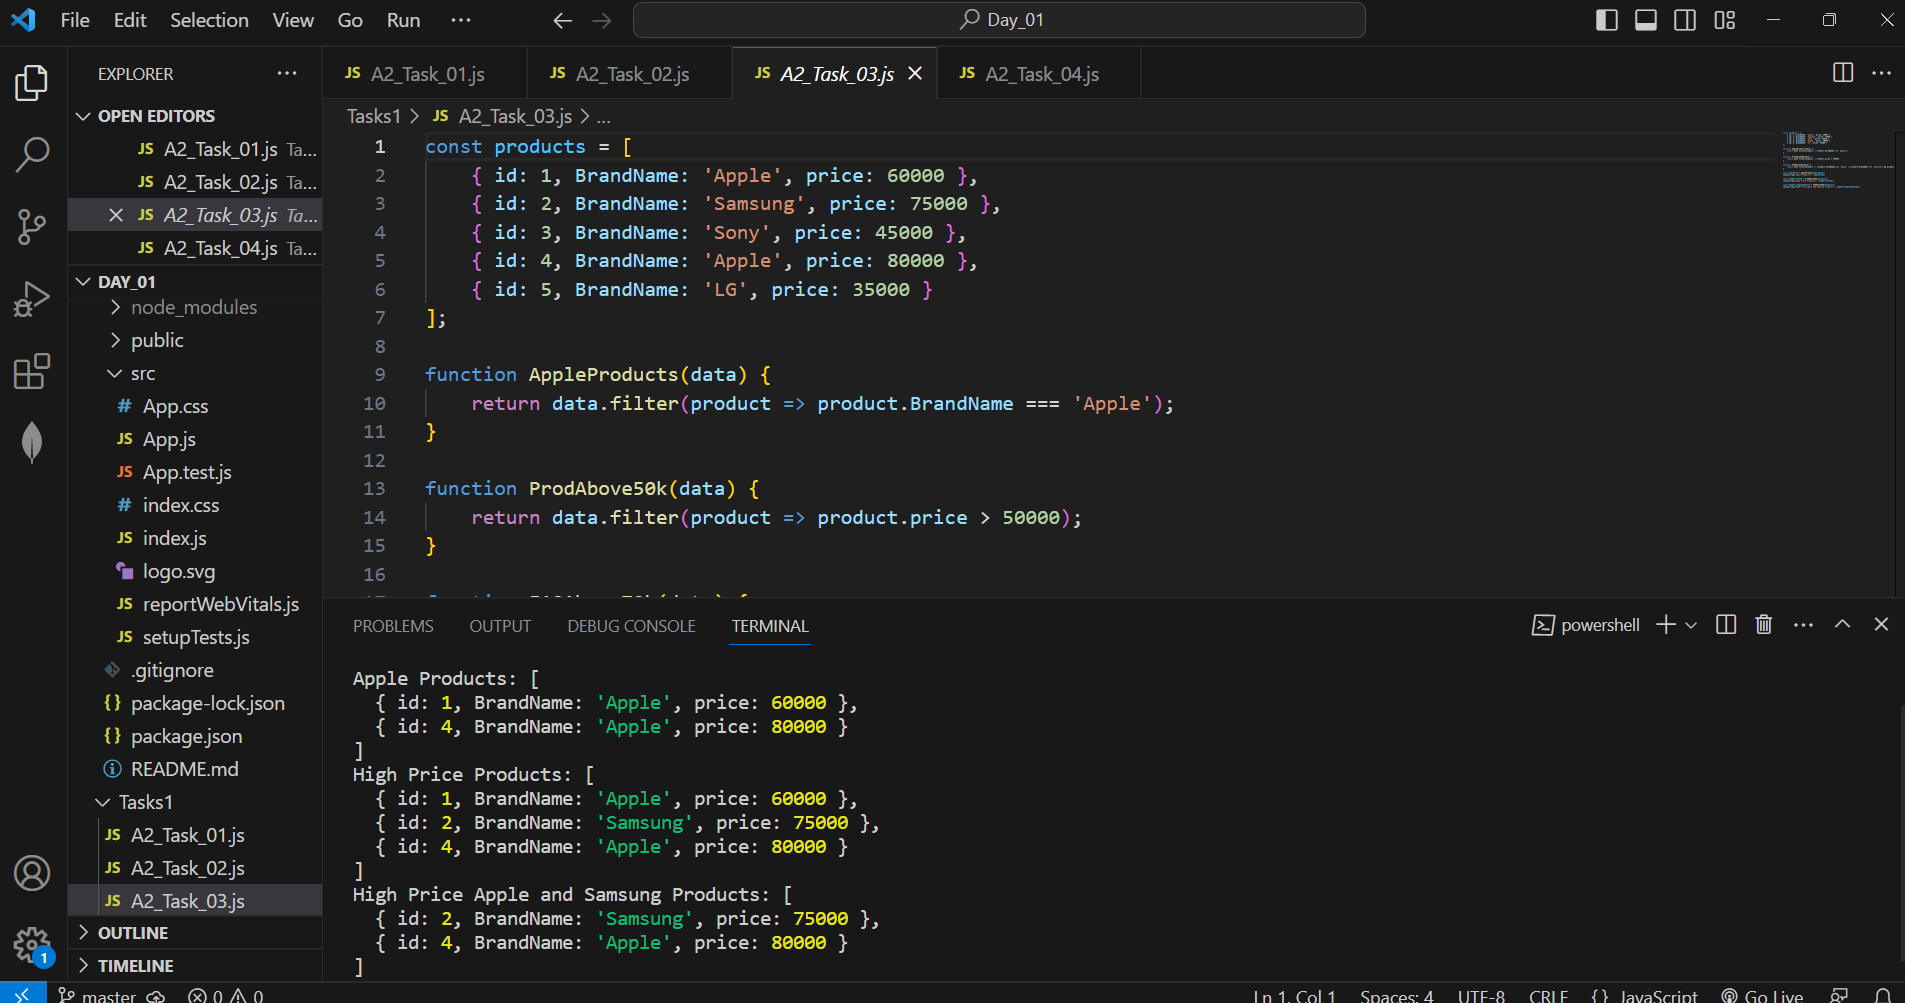 File Edit Selection View Go Run ... Day_01
EXPLORER ...
OPEN EDITORS
JS A2_Task_01.js Ta...
JS A2_Task_02.js Ta...
JS A2_Task_03.js Ta...
JS A2_Task_04.js Ta...
DAY_01
node_modules
public
src
# App.css
JS App.js
JS App.test.js
# index.css
JS index.js
logo.svg
JS reportWebVitals.js
JS setupTests.js
.gitignore
{} package-lock.json
{} package.json
README.md
Tasks1
JS A2_Task_01.js
JS A2_Task_02.js
JS A2_Task_03.js
OUTLINE
TIMELINE
1
JS A2_Task_01.js JS A2_Task_02.js JS A2_Task_03.js JS A2_Task_04.js
Tasks1 > JS A2_Task_03.js > ...
1 const products = [
2 { id: 1, BrandName: 'Apple', price: 60000 },
3 { id: 2, BrandName: 'Samsung', price: 75000 },
4 { id: 3, BrandName: 'Sony', price: 45000 },
5 { id: 4, BrandName: 'Apple', price: 80000 },
6 { id: 5, BrandName: 'LG', price: 35000 }
7 ];
8
9 function AppleProducts(data) {
10 return data.filter(product => product.BrandName === 'Apple');
11 }
12
13 function ProdAbove50k(data) {
14 return data.filter(product => product.price > 50000);
15 }
16
PROBLEMS OUTPUT DEBUG CONSOLE TERMINAL powershell
Apple Products: [
{ id: 1, BrandName: 'Apple', price: 60000 },
{ id: 4, BrandName: 'Apple', price: 80000 }
]
High Price Products: [
{ id: 1, BrandName: 'Apple', price: 60000 },
{ id: 2, BrandName: 'Samsung', price: 75000 },
{ id: 4, BrandName: 'Apple', price: 80000 }
]
High Price Apple and Samsung Products: [
{ id: 2, BrandName: 'Samsung', price: 75000 },
{ id: 4, BrandName: 'Apple', price: 80000 }
]
master 0 0 Ln 1, Col 1 Spaces: 4 UTF-8 CRLF {} JavaScript Go Live